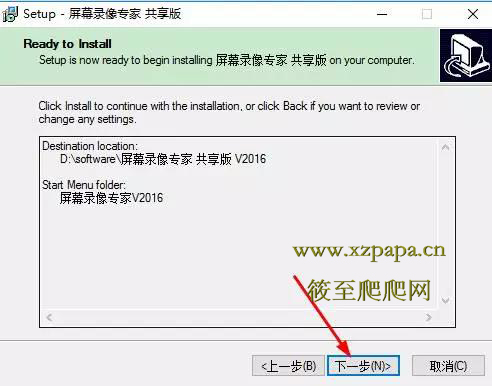 Setup - 屏幕录像专家 共享版
Ready to Install
Setup is now ready to begin installing 屏幕录像专家 共享版 on your computer.
Click Install to continue with the installation, or click Back if you want to review or
change any settings.
Destination location:
D:\software\屏幕录像专家 共享版 V2016
Start Menu folder:
屏幕录像专家V2016
www.xzpapa.cn
筱至爬爬网
<上一步(B)
下一步(N)>
取消(C)